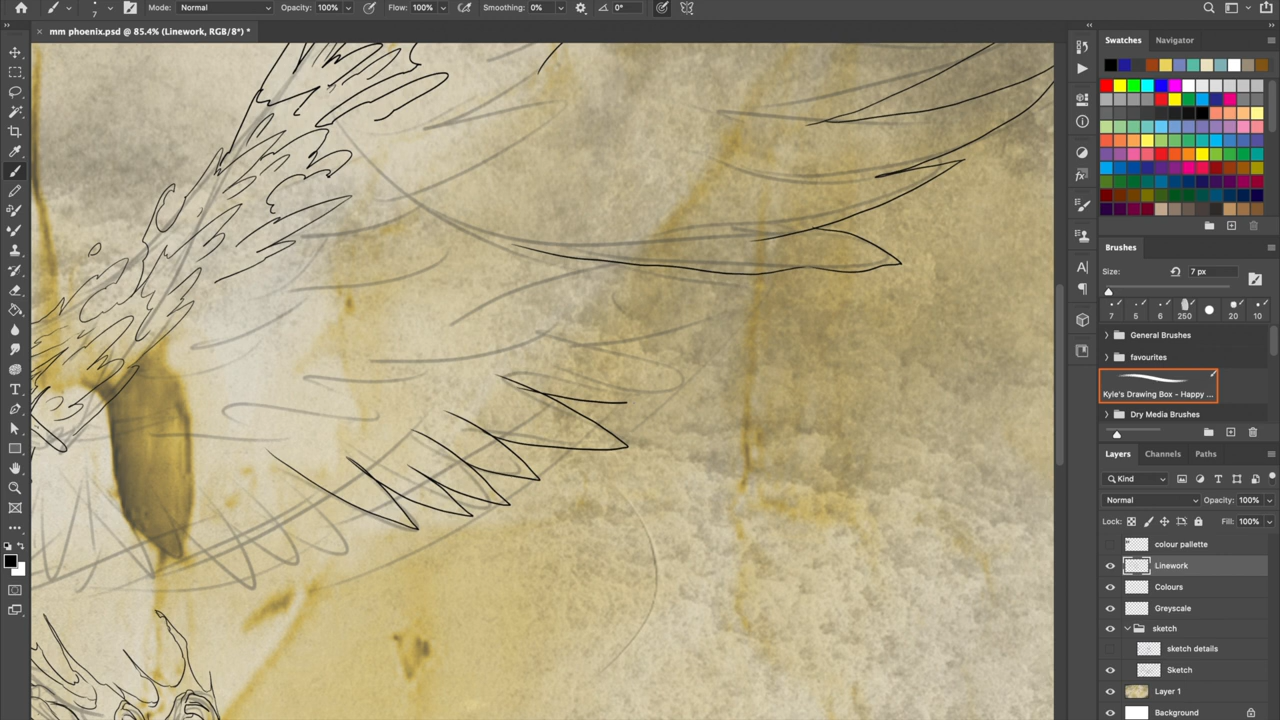 7 Mode: Normal Opacity: 100% Flow: 100% Smoothing: 0% 0°
mm phoenix.psd @ 85.4% (Linework, RGB/8*) *
Swatches Navigator
Brushes
Size: 7 px
7 5 6 250 20 10
General Brushes
favourites
Kyle's Drawing Box - Happy ...
Dry Media Brushes
Layers Channels Paths
Kind
Normal Opacity: 100%
Lock: Fill: 100%
colour pallette
Linework
Colours
Greyscale
sketch
sketch details
Sketch
Layer 1
Background